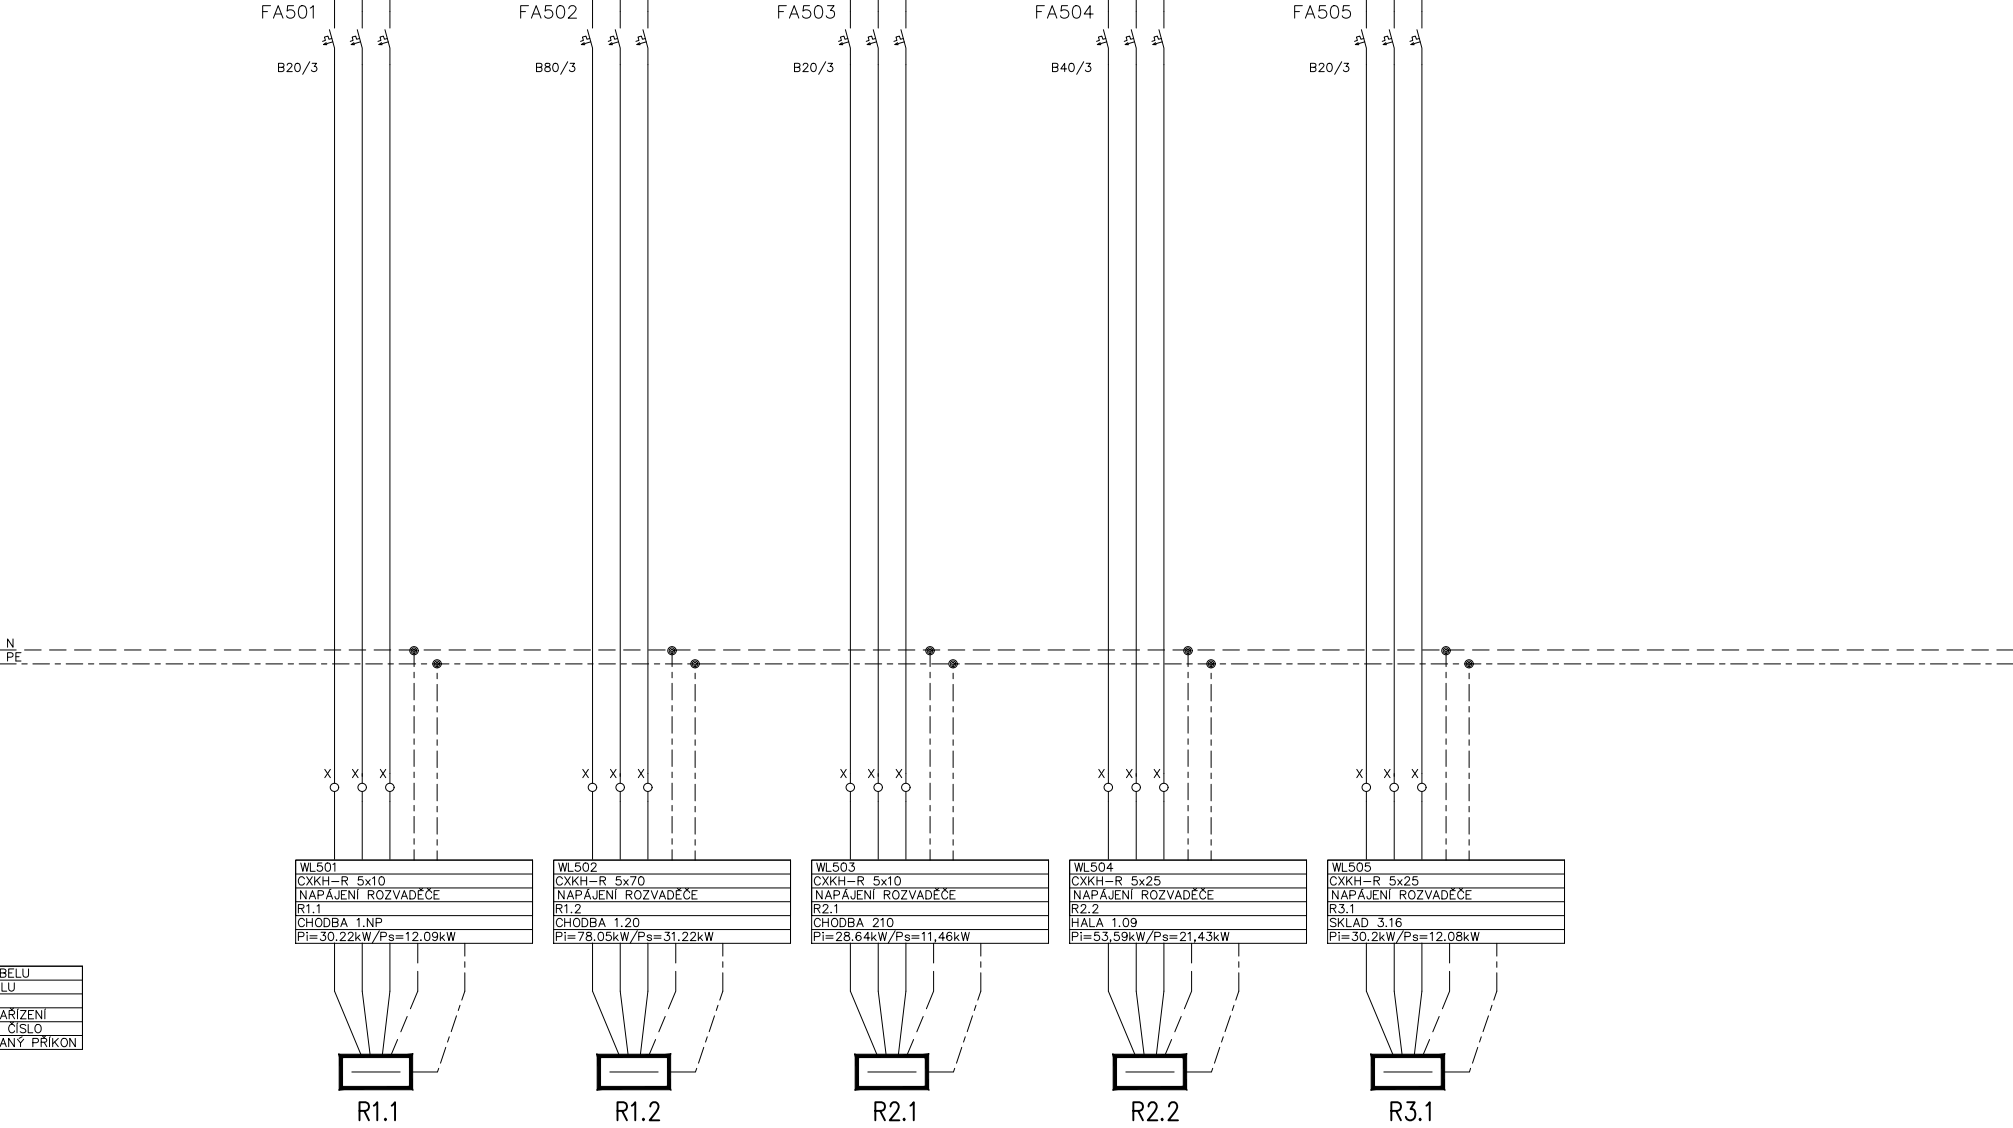 FA501
FA502
FA503
FA504
FA505
B20/3
B80/3
B20/3
B40/3
B20/3
N
PE
X X X
X X X
X X X
X X X
X X X
WL501
CXKH-R 5x10
NAPÁJENÍ ROZVADĚČE
R1.1
CHODBA 1.NP
Pi=30.22kW/Ps=12.09kW
WL502
CXKH-R 5x70
NAPÁJENÍ ROZVADĚČE
R1.2
CHODBA 1.20
Pi=78.05kW/Ps=31.22kW
WL503
CXKH-R 5x10
NAPÁJENÍ ROZVADĚČE
R2.1
CHODBA 210
Pi=28.64kW/Ps=11,46kW
WL504
CXKH-R 5x25
NAPÁJENÍ ROZVADĚČE
R2.2
HALA 1.09
Pi=53,59kW/Ps=21,43kW
WL505
CXKH-R 5x25
NAPÁJENÍ ROZVADĚČE
R3.1
SKLAD 3.16
Pi=30.2kW/Ps=12.08kW
BELU
LU
AŘÍZENÍ
ČÍSLO
ANÝ PŘÍKON
R1.1
R1.2
R2.1
R2.2
R3.1